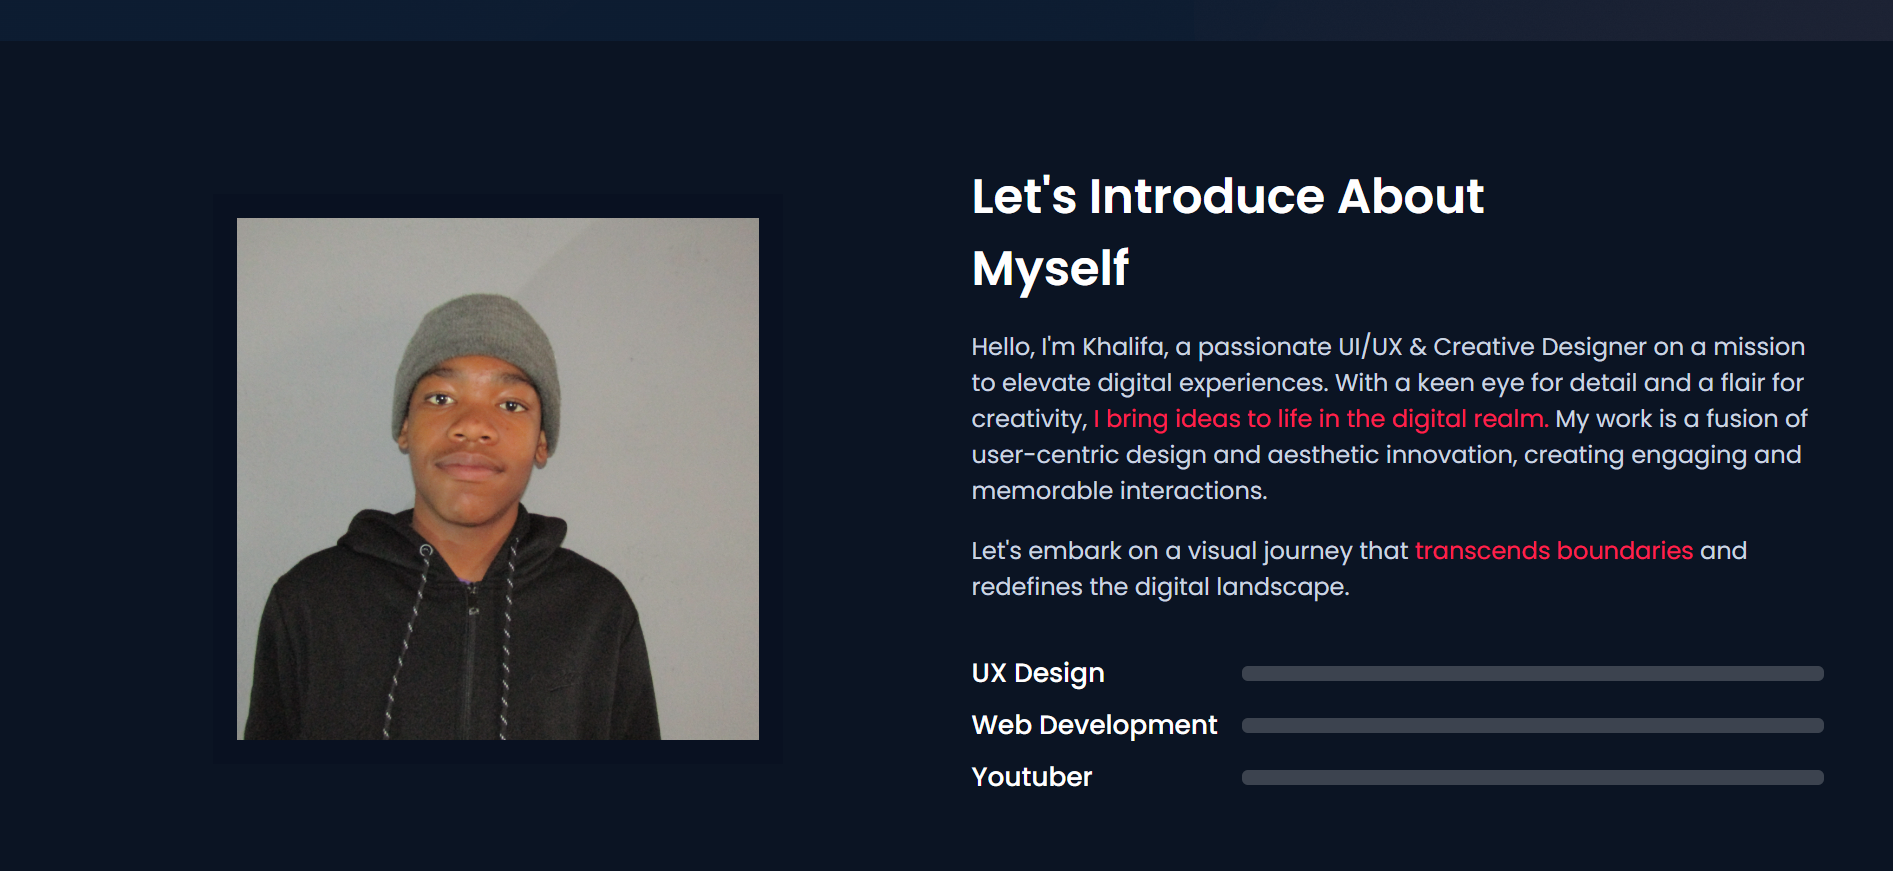 Let's Introduce About
Myself
Hello, I'm Khalifa, a passionate UI/UX & Creative Designer on a mission
to elevate digital experiences. With a keen eye for detail and a flair for
creativity, I bring ideas to life in the digital realm. My work is a fusion of
user-centric design and aesthetic innovation, creating engaging and
memorable interactions.
Let's embark on a visual journey that transcends boundaries and
redefines the digital landscape.
UX Design
Web Development
Youtuber